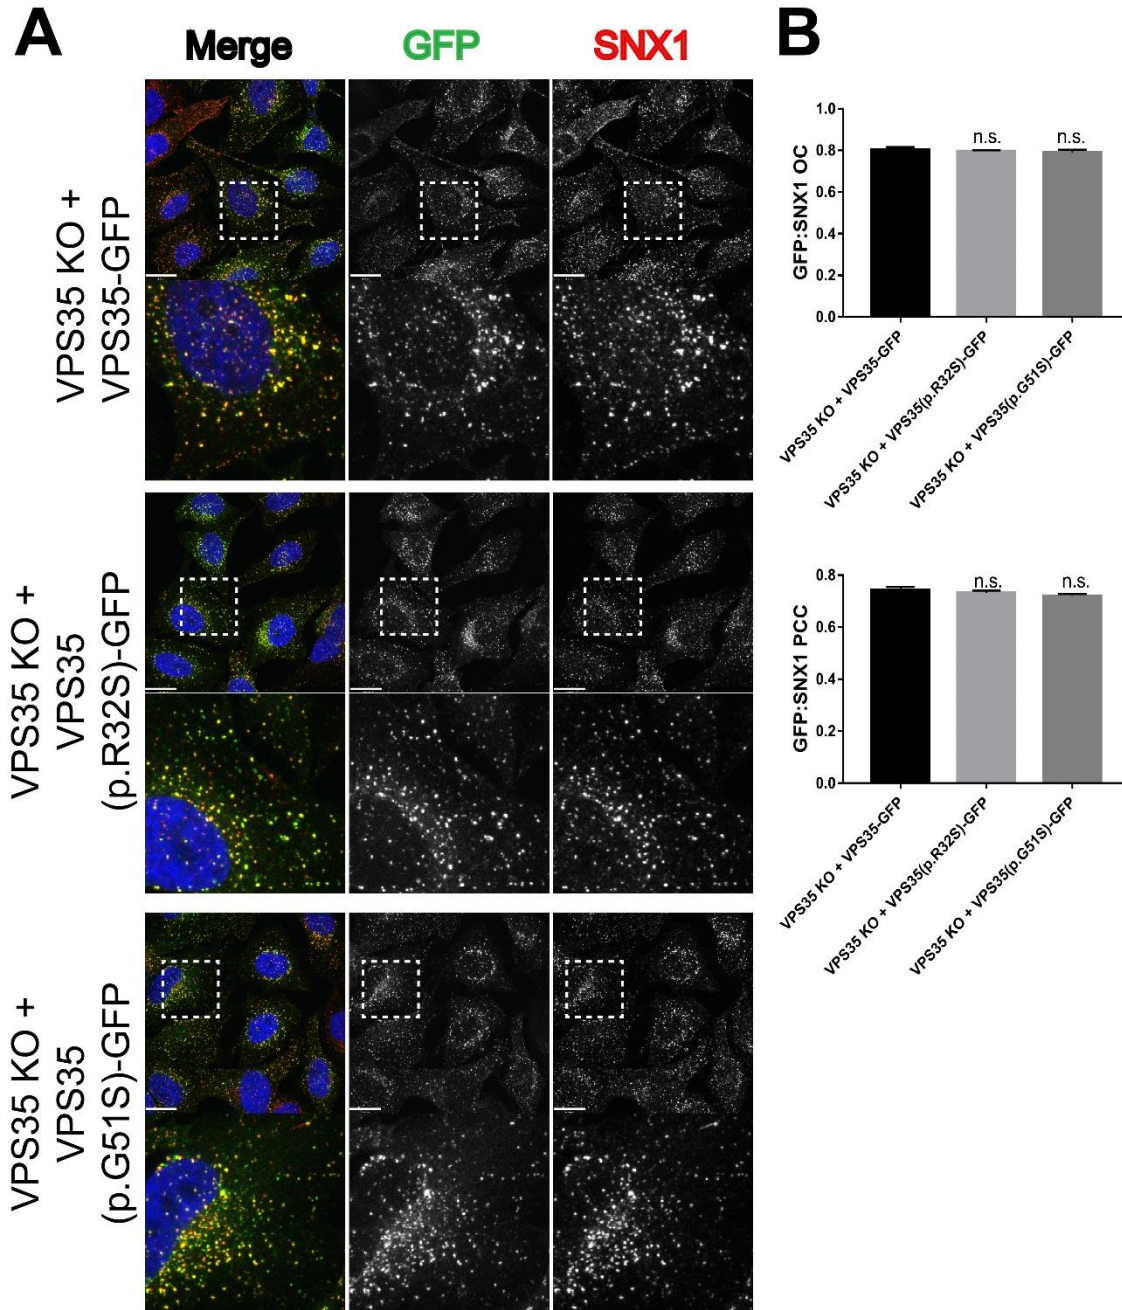 A
Merge
GFP
SNX1
VPS35 KO +
VPS35-GFP
VPS35 KO +
VPS35
(p.R32S)-GFP
VPS35 KO +
VPS35
(p.G51S)-GFP
B
GFP:SNX1 OC
1.0
0.8
0.6
0.4
0.2
0.0
n.s.
n.s.
VPS35 KO + VPS35-GFP
VPS35 KO + VPS35(p.R32S)-GFP
VPS35 KO + VPS35(p.G51S)-GFP
GFP:SNX1 PCC
0.8
0.6
0.4
0.2
0.0
n.s.
n.s.
VPS35 KO + VPS35-GFP
VPS35 KO + VPS35(p.R32S)-GFP
VPS35 KO + VPS35(p.G51S)-GFP